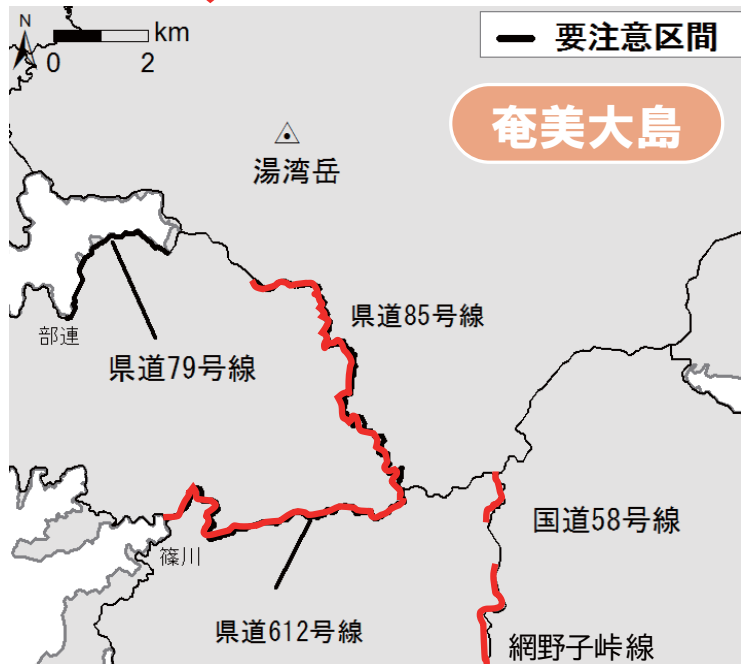 N
km
0 2
要注意区間
奄美大島
湯湾岳
県道85号線
部連
県道79号線
国道58号線
篠川
県道612号線
網野子峠線